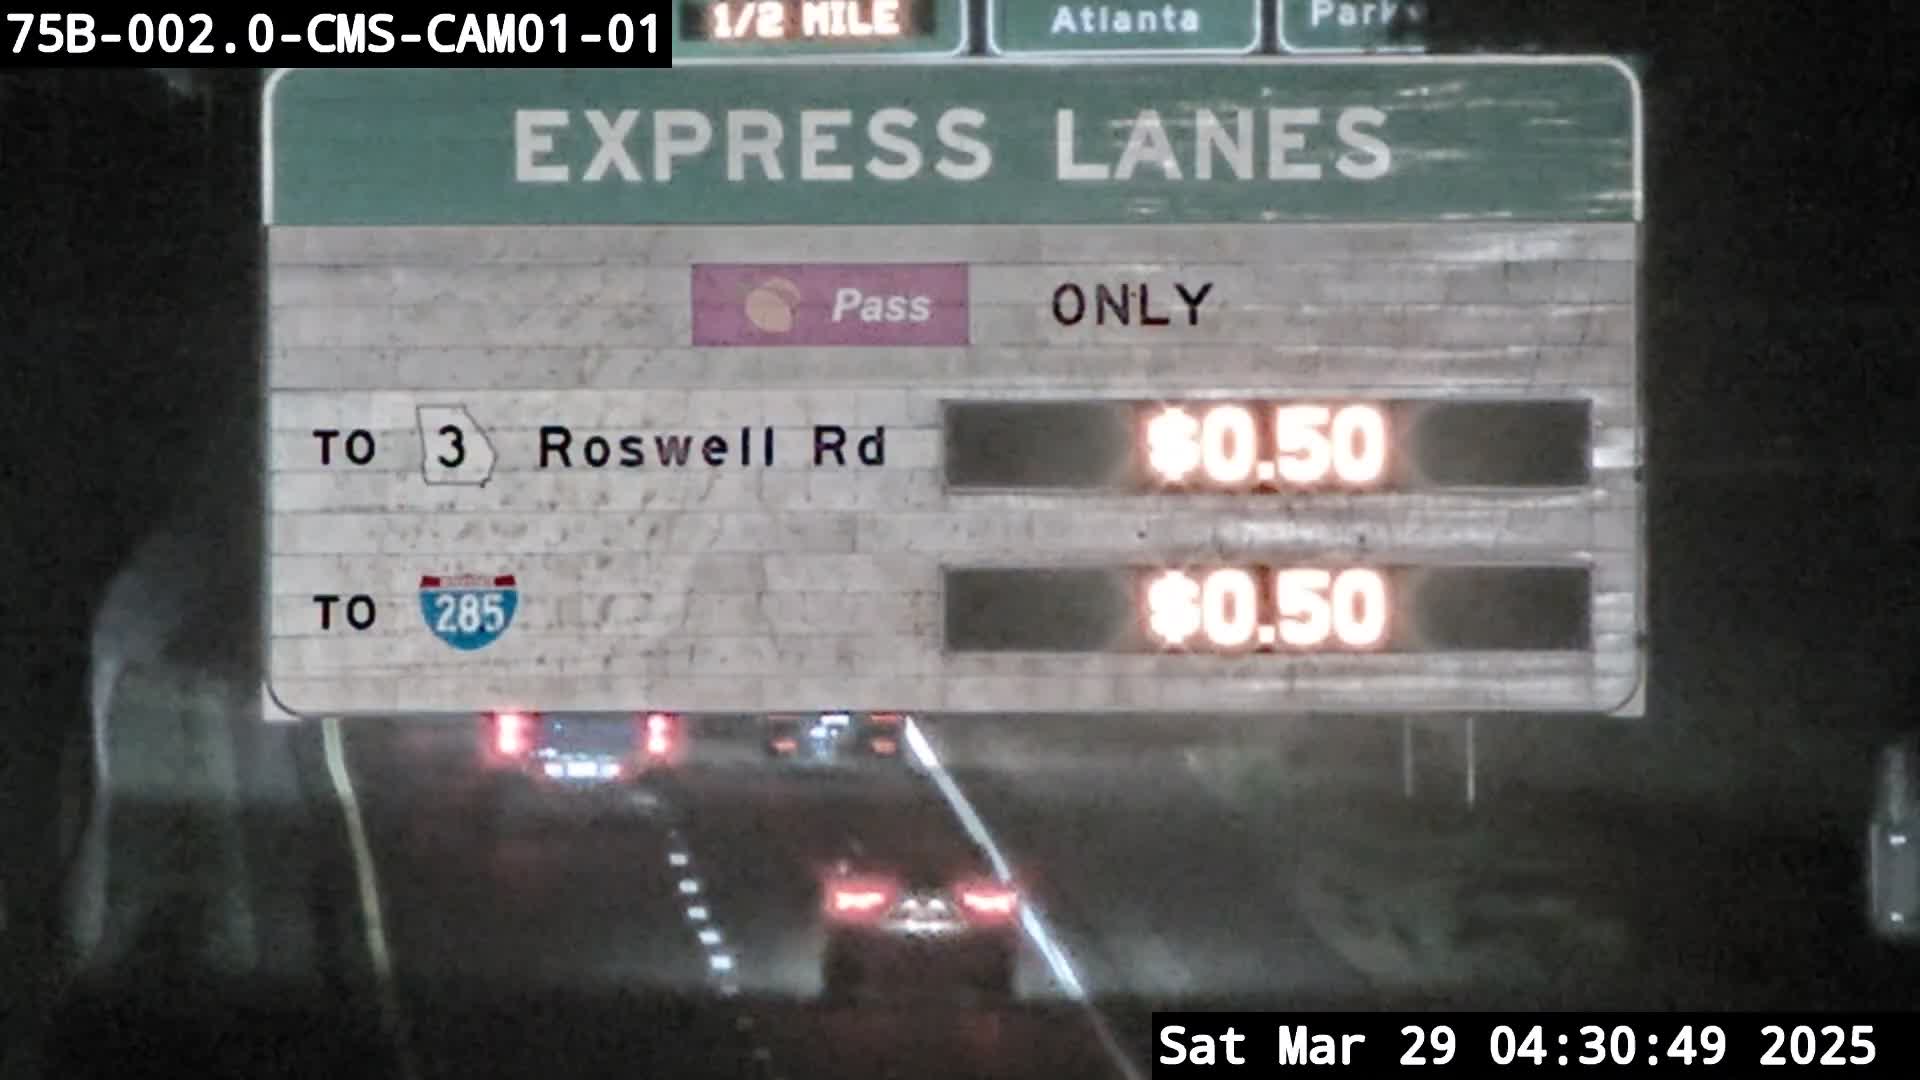 75B-002.0-CMS-CAM01-01
1/2 MILE
Atlanta
EXPRESS LANES
Pass ONLY
TO 3 Roswell Rd $0.50
TO 285 $0.50
Sat Mar 29 04:30:49 2025